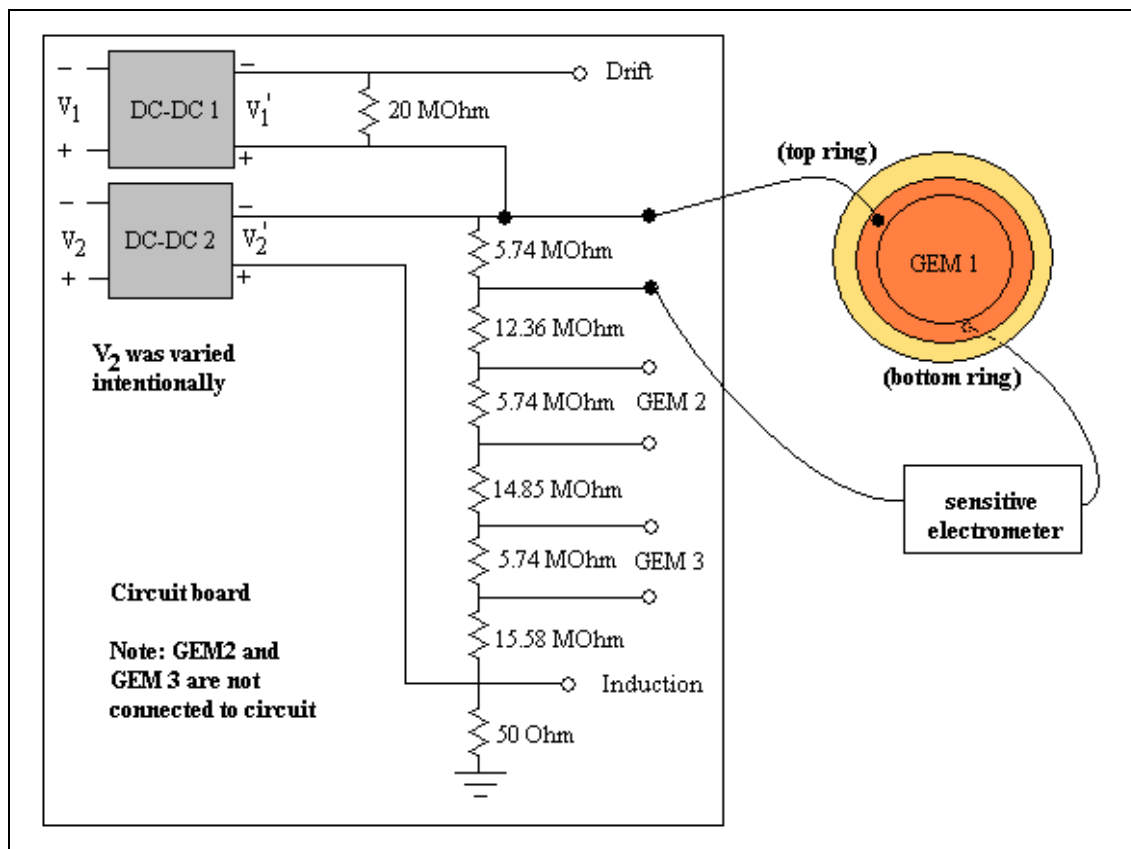 − − Drift
V1 DC-DC 1 V1' 20 MOhm
+ +
(top ring)
− −
V2 DC-DC 2 V2' 5.74 MOhm
+ +
GEM 1
12.36 MOhm
V2 was varied
intentionally
(bottom ring)
5.74 MOhm GEM 2
14.85 MOhm
sensitive
electrometer
5.74 MOhm GEM 3
Circuit board
15.58 MOhm
Note: GEM2 and
GEM 3 are not
connected to circuit
Induction
50 Ohm